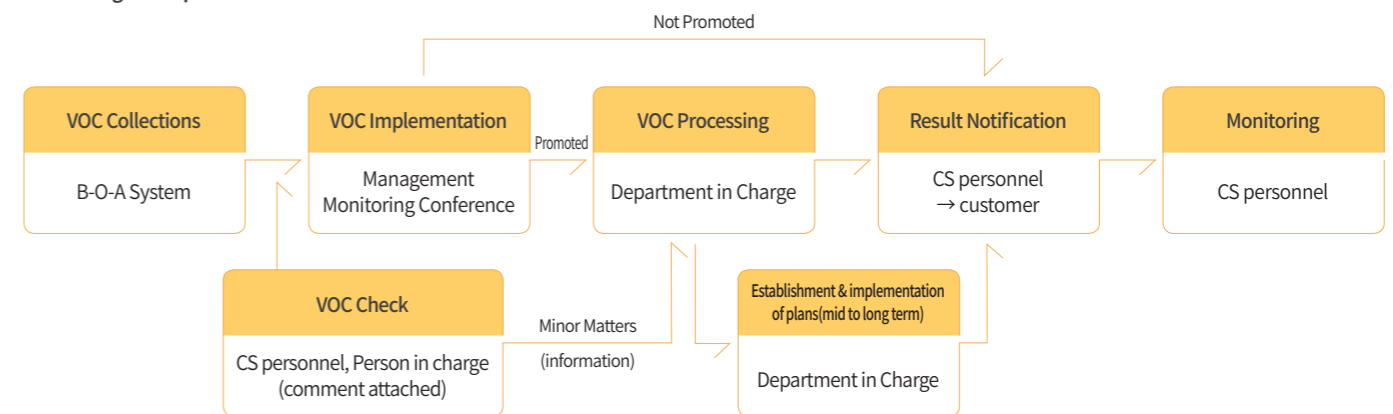 Not Promoted
VOC Collections
B-O-A System
VOC Implementation
Management
Monitoring Conference
Promoted
VOC Processing
Department in Charge
Result Notification
CS personnel
→ customer
Monitoring
CS personnel
VOC Check
CS personnel, Person in charge
(comment attached)
Minor Matters
(information)
Establishment & implementation
of plans(mid to long term)
Department in Charge